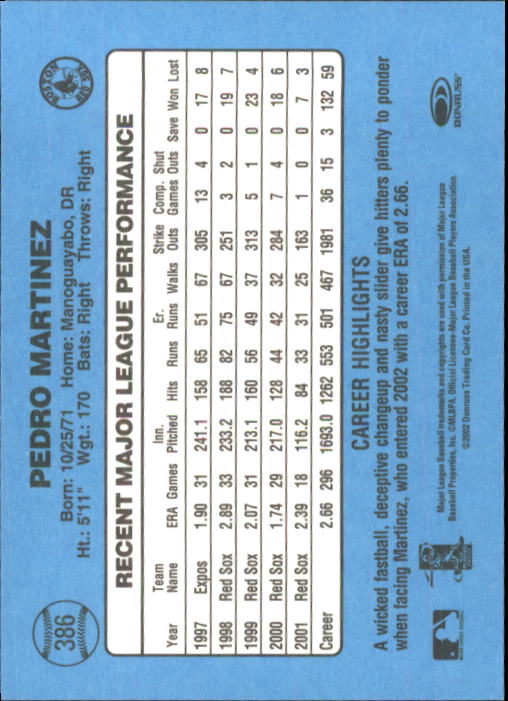 386
PEDRO MARTINEZ
Born: 10/25/71 Home: Manoguayabo, DR
Ht.: 5'11" Wgt.: 170 Bats: Right Throws: Right
BOSTON RED SOX
RECENT MAJOR LEAGUE PERFORMANCE
Year Team Name ERA Games Inn. Pitched Hits Runs Er. Runs Walks Strike Outs Comp. Games Shut Outs Save Won Lost
1997 Expos 1.90 31 241.1 158 65 51 67 305 13 4 0 17 8
1998 Red Sox 2.89 33 233.2 188 82 75 67 251 3 2 0 19 7
1999 Red Sox 2.07 31 213.1 160 56 49 37 313 5 1 0 23 4
2000 Red Sox 1.74 29 217.0 128 44 42 32 284 7 4 0 18 6
2001 Red Sox 2.39 18 116.2 84 33 31 25 163 1 0 0 7 3
Career 2.66 296 1693.0 1262 553 501 467 1981 36 15 3 132 59
CAREER HIGHLIGHTS
A wicked fastball, deceptive changeup and nasty slider give hitters plenty to ponder
when facing Martinez, who entered 2002 with a career ERA of 2.66.
Major League Baseball trademarks and copyrights are used with permission of Major League
Baseball Properties, Inc. ©MLBPA, Official Licensee-Major League Baseball Players Association.
©2002 Donruss Trading Card Co. Printed in the USA.
DONRUSS